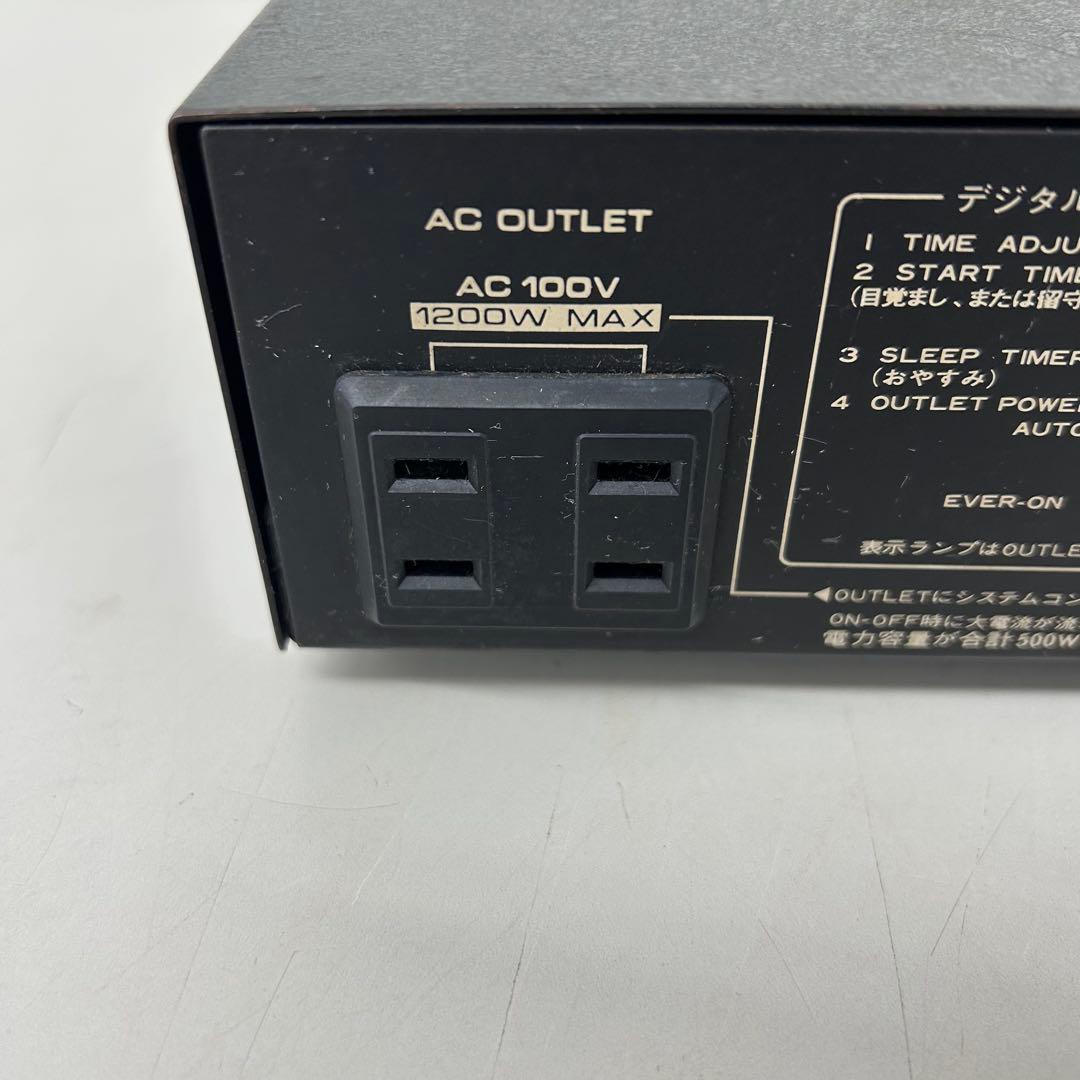 AC OUTLET
AC 100V
1200W MAX
デジタル
1 TIME ADJU
2 START TIME
(目覚まし、または留守
3 SLEEP TIMER
(おやすみ)
4 OUTLET POWE
AUTO
EVER-ON
表示ランプはOUTLE
◀OUTLETにシステムコン
ON-OFF時に大電流が流
電力容量が合計500W